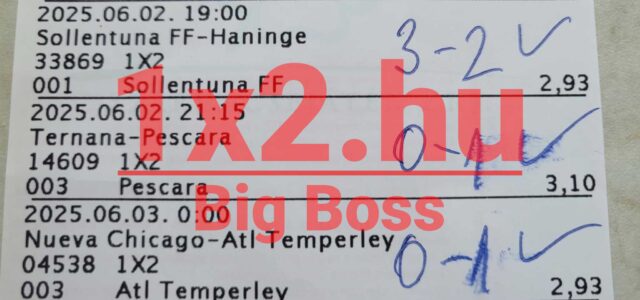 2025.06.02. 19:00
Sollentuna FF-Haninge
33869 1X2
3-2 ✓
001 Sollentuna FF 2,93
2025.06.02. 21:15
Ternana-Pescara
14609 1X2
0-1 ✓
003 Pescara 3,10
2025.06.03. 0:00
Nueva Chicago-Atl Temperley
04538 1X2
0-1 ✓
003 Atl Temperley 2,93
1x2.hu
Big Boss